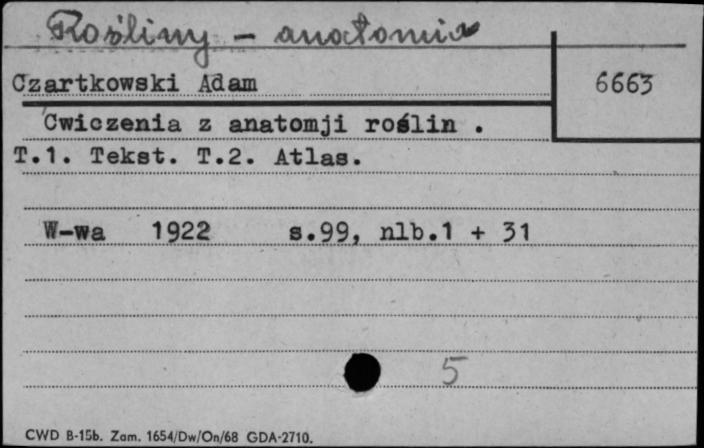 Rośliny – anatomia
Czartkowski Adam
6663
Ćwiczenia z anatomji roślin .
T.1. Tekst. T.2. Atlas.
W-wa 1922 s.99, nlb.1 + 31
5
CWD B-15b. Zam. 1654/Dw/On/68 GDA-2710.